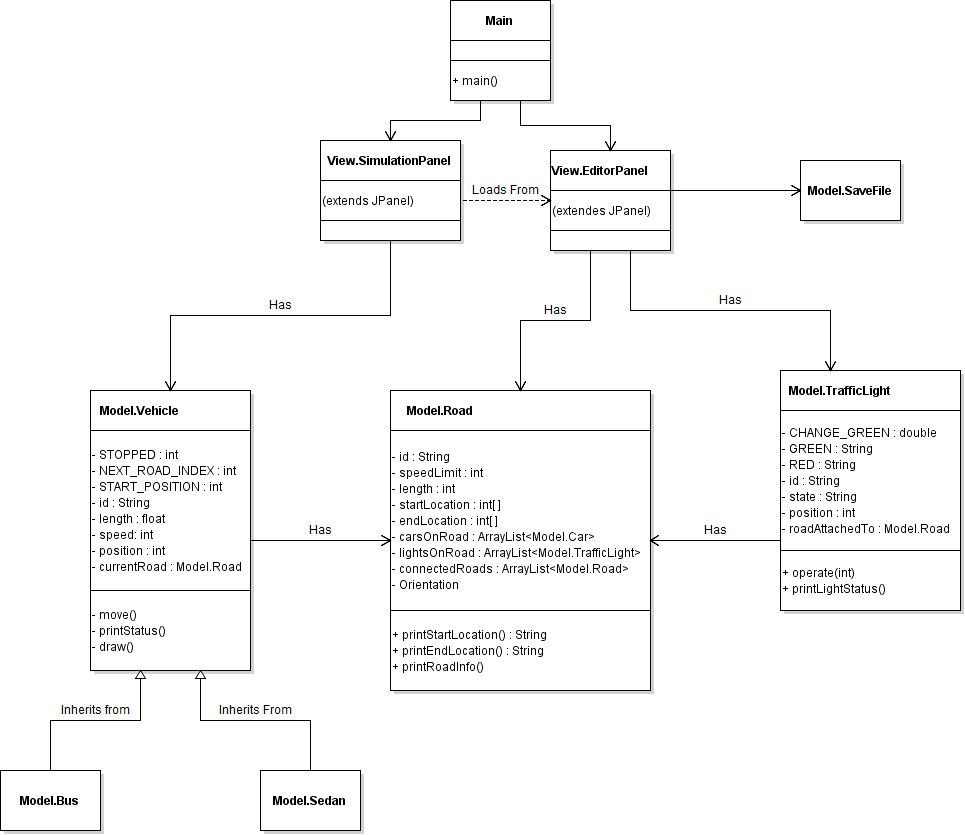 Main
+ main()
View.SimulationPanel
(extends JPanel)
Loads From
View.EditorPanel
(extendes JPanel)
Model.SaveFile
Has
Has
Has
Model.Vehicle
- STOPPED : int
- NEXT_ROAD_INDEX : int
- START_POSITION : int
- id : String
- length : float
- speed: int
- position : int
- currentRoad : Model.Road
- move()
- printStatus()
- draw()
Has
Model.Road
- id : String
- speedLimit : int
- length : int
- startLocation : int[ ]
- endLocation : int[ ]
- carsOnRoad : ArrayList<Model.Car>
- lightsOnRoad : ArrayList<Model.TrafficLight>
- connectedRoads : ArrayList<Model.Road>
- Orientation
+ printStartLocation() : String
+ printEndLocation() : String
+ printRoadInfo()
Has
Model.TrafficLight
- CHANGE_GREEN : double
- GREEN : String
- RED : String
- id : String
- state : String
- position : int
- roadAttachedTo : Model.Road
+ operate(int)
+ printLightStatus()
Inherits from
Inherits From
Model.Bus
Model.Sedan